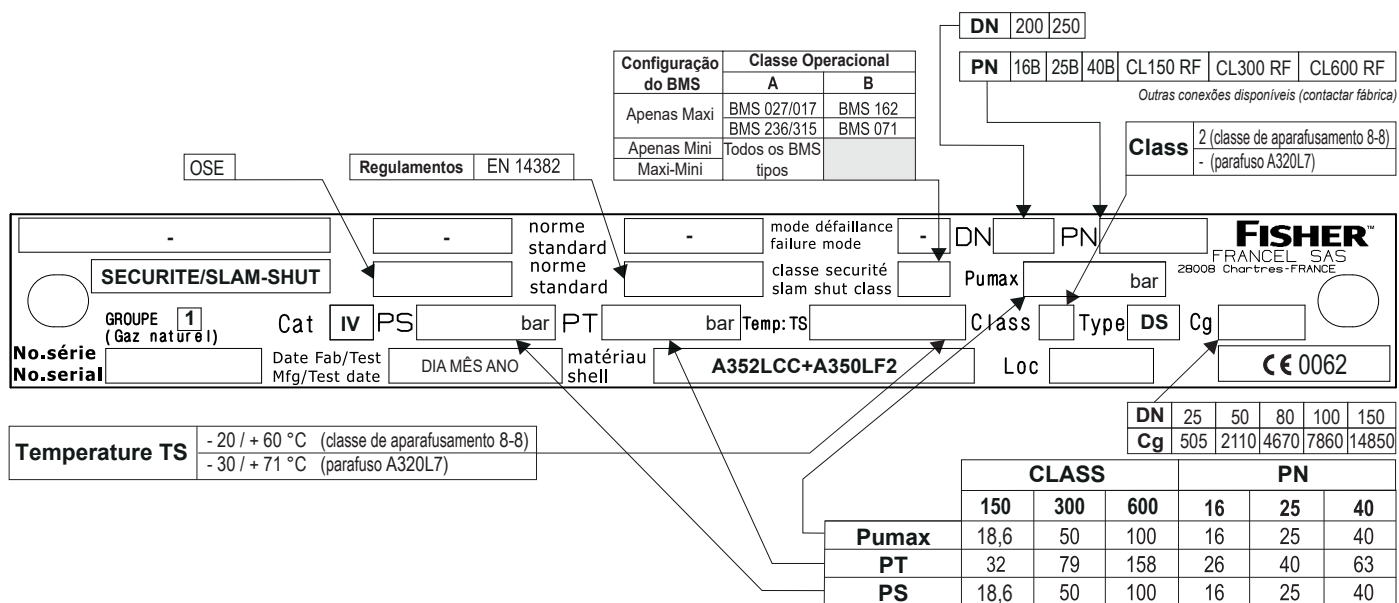 DN 200 250
PN 16B 25B 40B CL150 RF CL300 RF CL600 RF
Outras conexões disponíveis (contactar fábrica)
Configuração do BMS Classe Operacional
A B
Apenas Maxi BMS 027/017 BMS 162
BMS 236/315 BMS 071
Apenas Mini Todos os BMS tipos
Maxi-Mini
Class 2 (classe de aparafusamento 8-8)
- (parafuso A320L7)
OSE
Regulamentos EN 14382
- - norme standard - mode défaillance failure mode - DN PN FISHER™
FRANCEL SAS
28008 Chartres-FRANCE
SECURITE/SLAM-SHUT norme standard classe securité slam shut class Pumax bar
GROUPE 1 (Gaz naturel) Cat IV PS bar PT bar Temp: TS Class Type DS Cg
No.série No.serial Date Fab/Test Mfg/Test date DIA MÊS ANO matériau shell A352LCC+A350LF2 Loc CE 0062
DN 25 50 80 100 150
Cg 505 2110 4670 7860 14850
Temperature TS - 20 / + 60 °C (classe de aparafusamento 8-8)
- 30 / + 71 °C (parafuso A320L7)
CLASS PN
150 300 600 16 25 40
Pumax 18,6 50 100 16 25 40
PT 32 79 158 26 40 63
PS 18,6 50 100 16 25 40